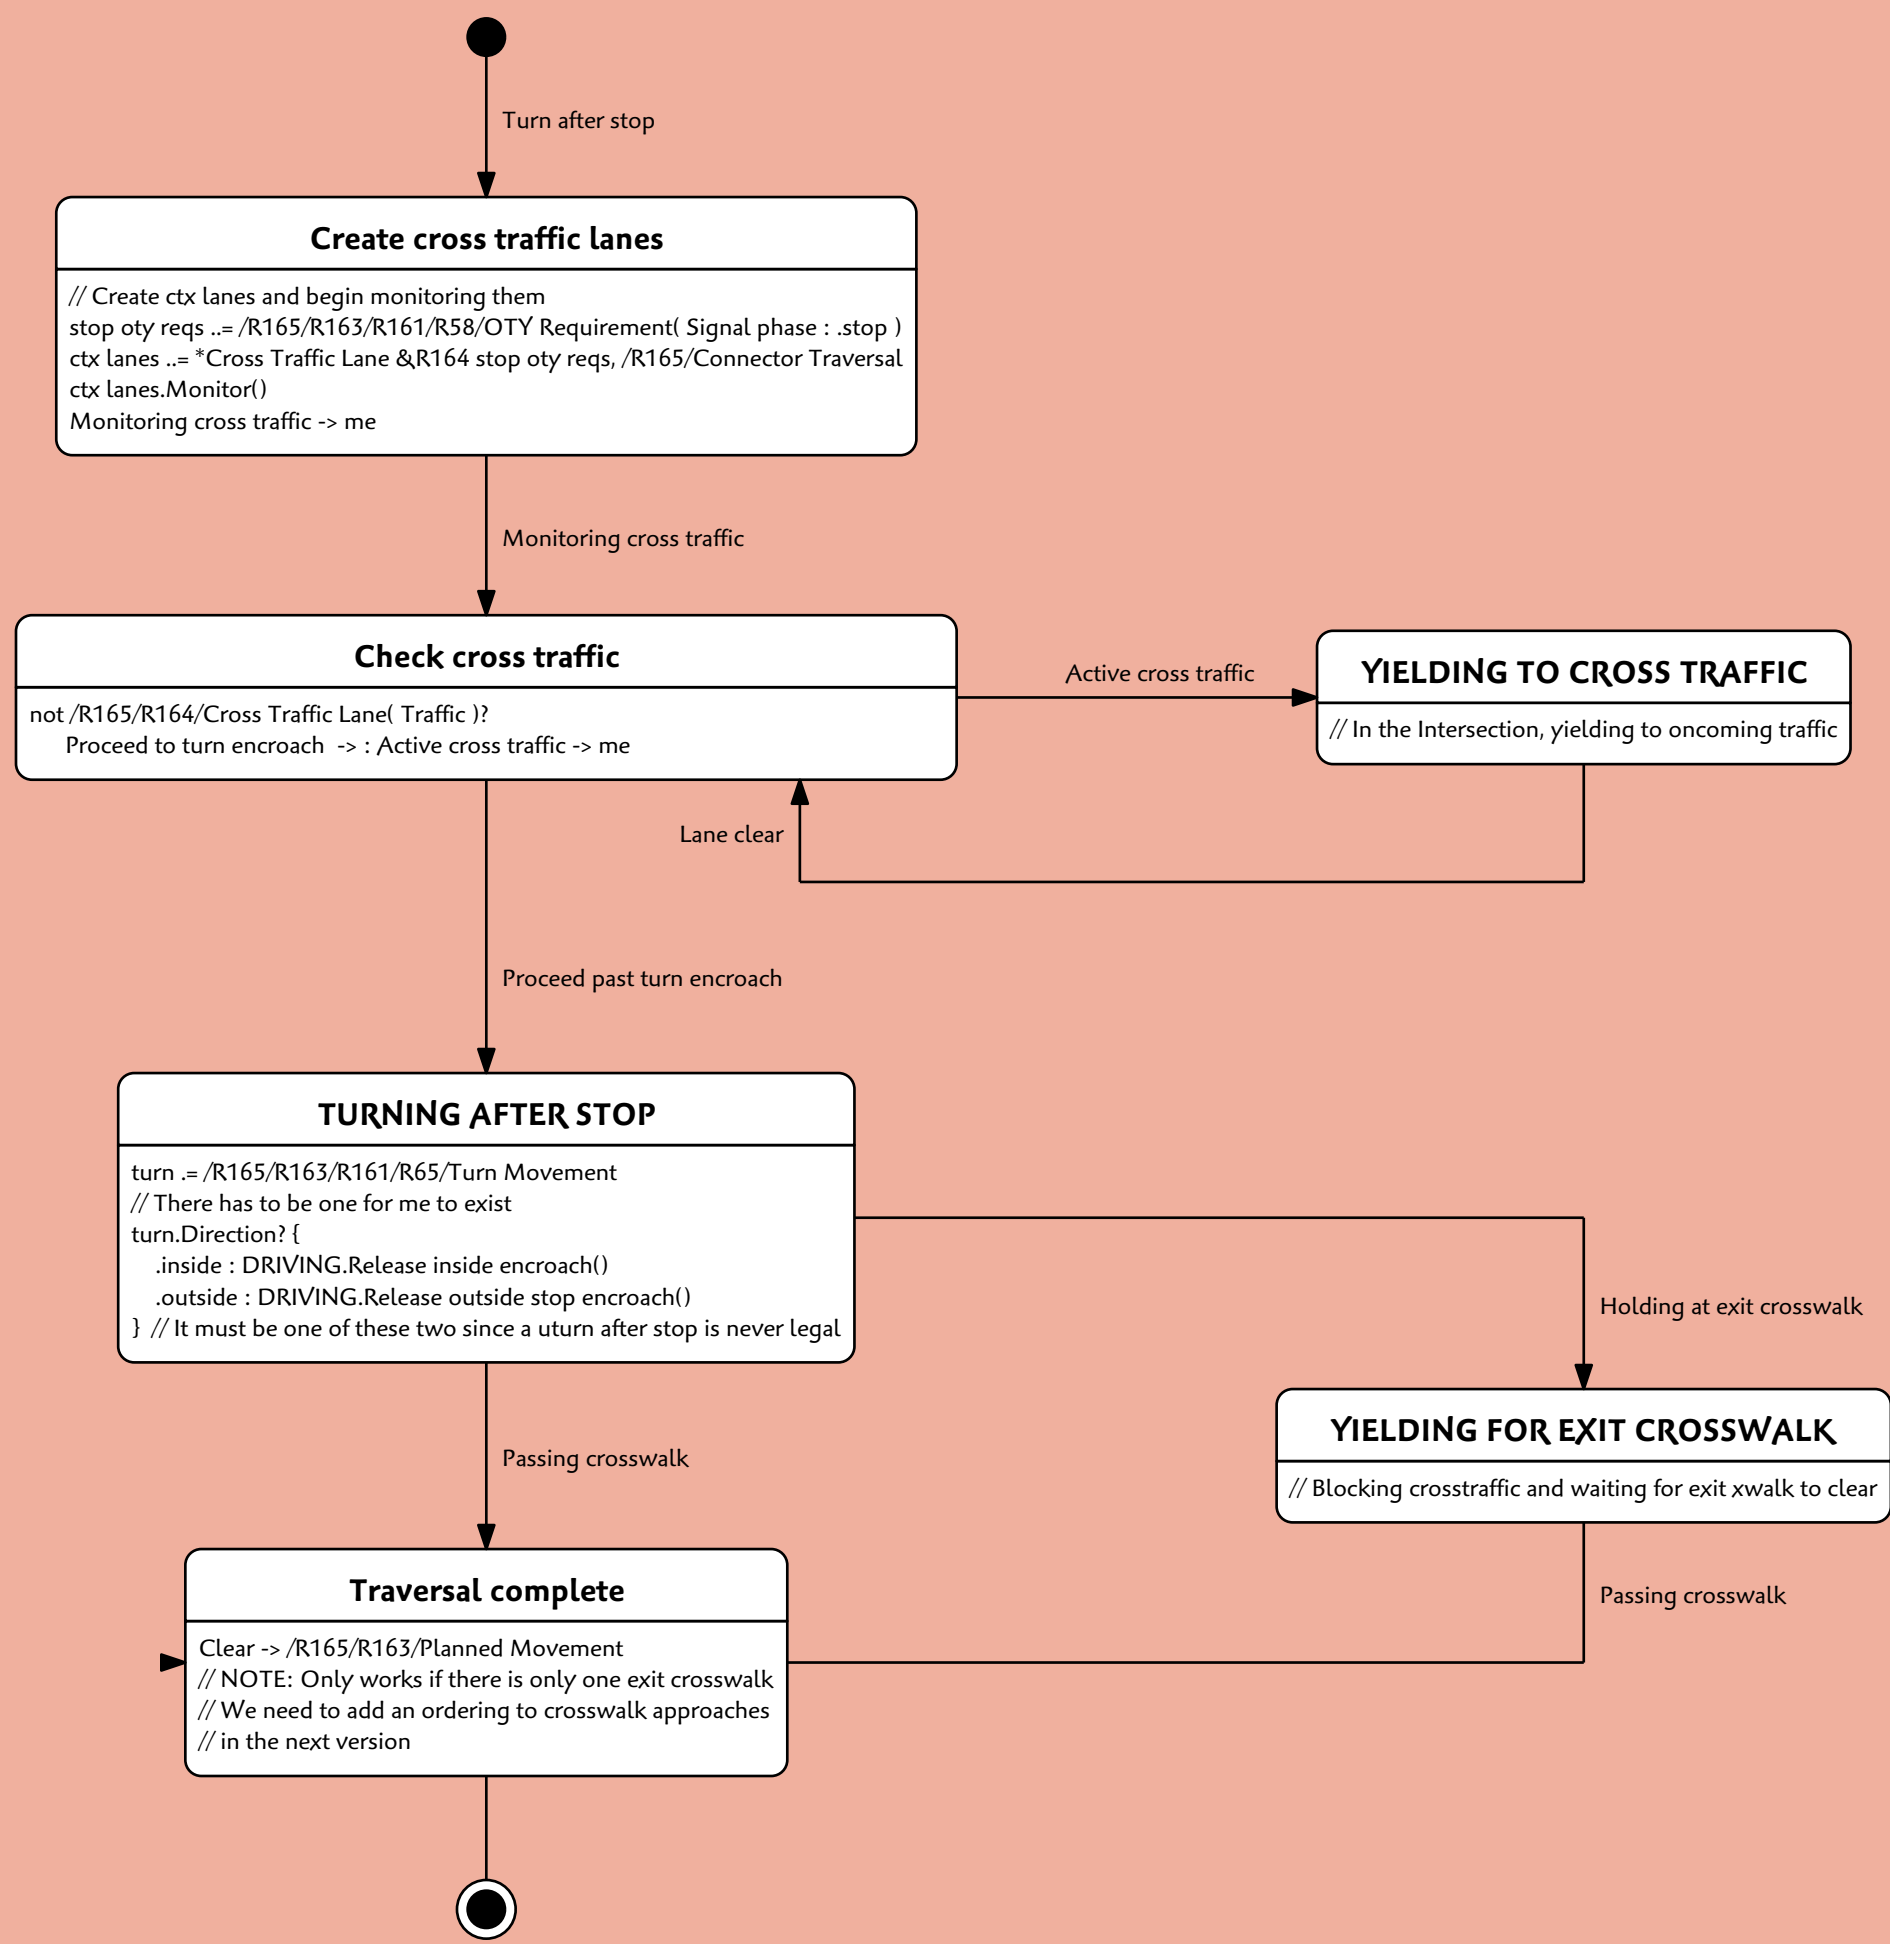 Turn after stop
Create cross traffic lanes
// Create ctx lanes and begin monitoring them
stop oty reqs ..= /R165/R163/R161/R58/OTY Requirement( Signal phase : .stop )
ctx lanes ..= *Cross Traffic Lane &R164 stop oty reqs, /R165/Connector Traversal
ctx lanes.Monitor()
Monitoring cross traffic -> me
Monitoring cross traffic
Check cross traffic
not /R165/R164/Cross Traffic Lane( Traffic )?
Proceed to turn encroach  -> : Active cross traffic -> me
Active cross traffic
YIELDING TO CROSS TRAFFIC
// In the Intersection, yielding to oncoming traffic
Lane clear
Proceed past turn encroach
TURNING AFTER STOP
turn .= /R165/R163/R161/R65/Turn Movement
// There has to be one for me to exist
turn.Direction? {
.inside : DRIVING.Release inside encroach()
.outside : DRIVING.Release outside stop encroach()
}  // It must be one of these two since a uturn after stop is never legal
Holding at exit crosswalk
YIELDING FOR EXIT CROSSWALK
// Blocking crosstraffic and waiting for exit xwalk to clear
Passing crosswalk
Passing crosswalk
Traversal complete
Clear -> /R165/R163/Planned Movement
// NOTE: Only works if there is only one exit crosswalk
// We need to add an ordering to crosswalk approaches
// in the next version